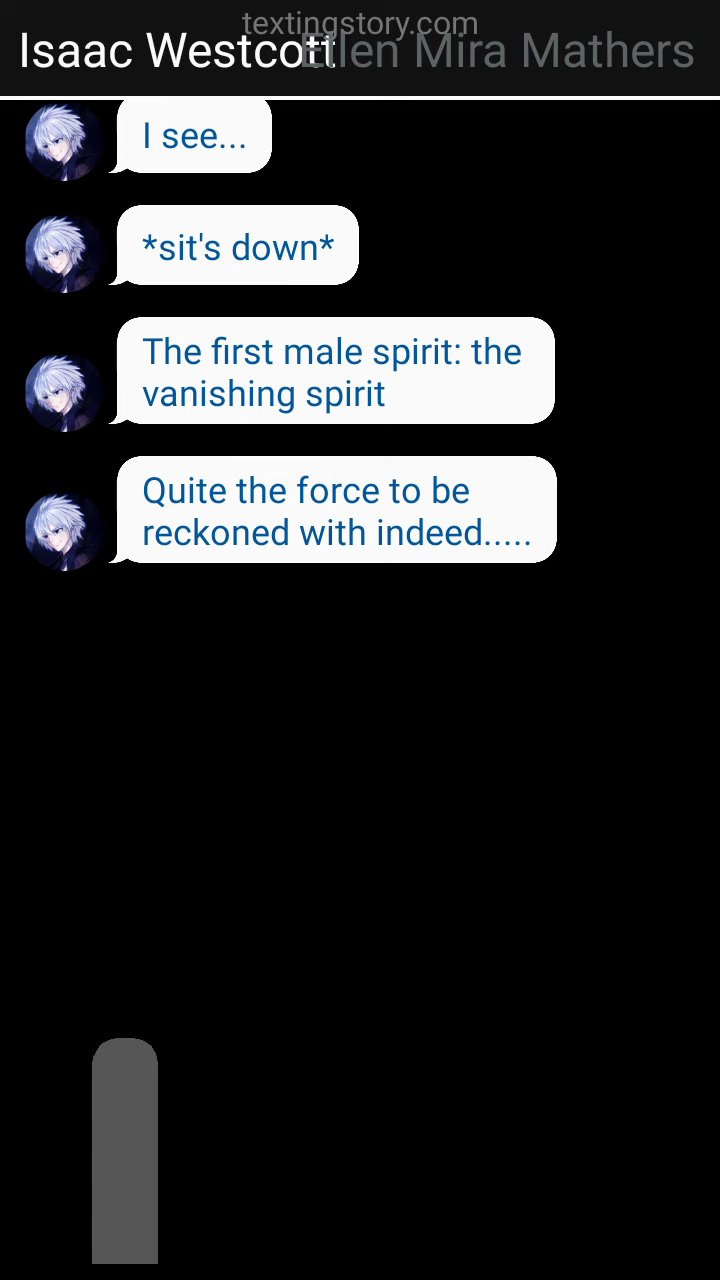 textingstory.com
Isaac Westcott Ellen Mira Mathers
I see...
*sit's down*
The first male spirit: the
vanishing spirit
Quite the force to be
reckoned with indeed.....